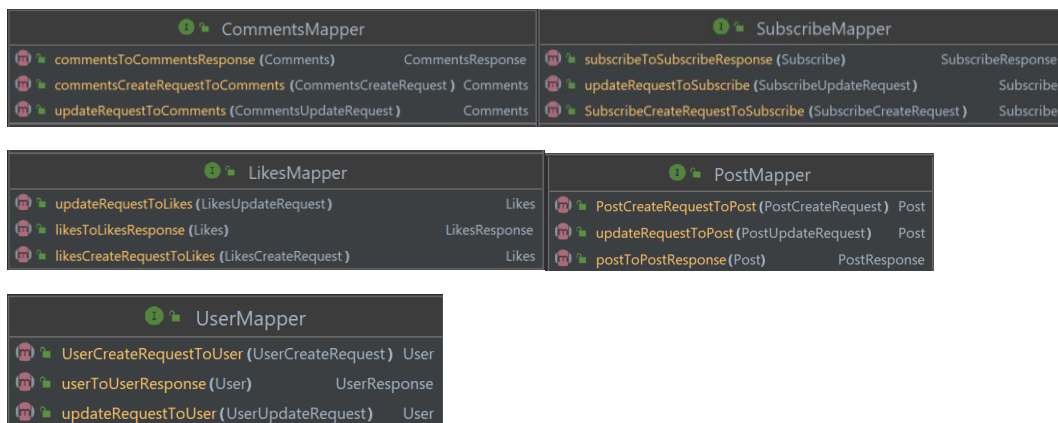 CommentsMapper
commentsToCommentsResponse (Comments) CommentsResponse
commentsCreateRequestToComments (CommentsCreateRequest ) Comments
updateRequestToComments (CommentsUpdateRequest ) Comments
SubscribeMapper
subscribeToSubscribeResponse (Subscribe) SubscribeResponse
updateRequestToSubscribe (SubscribeUpdateRequest ) Subscribe
SubscribeCreateRequestToSubscribe (SubscribeCreateRequest ) Subscribe
LikesMapper
updateRequestToLikes (LikesUpdateRequest ) Likes
likesToLikesResponse (Likes) LikesResponse
likesCreateRequestToLikes (LikesCreateRequest ) Likes
PostMapper
PostCreateRequestToPost (PostCreateRequest ) Post
updateRequestToPost (PostUpdateRequest ) Post
postToPostResponse (Post) PostResponse
UserMapper
UserCreateRequestToUser (UserCreateRequest ) User
userToUserResponse (User) UserResponse
updateRequestToUser (UserUpdateRequest ) User